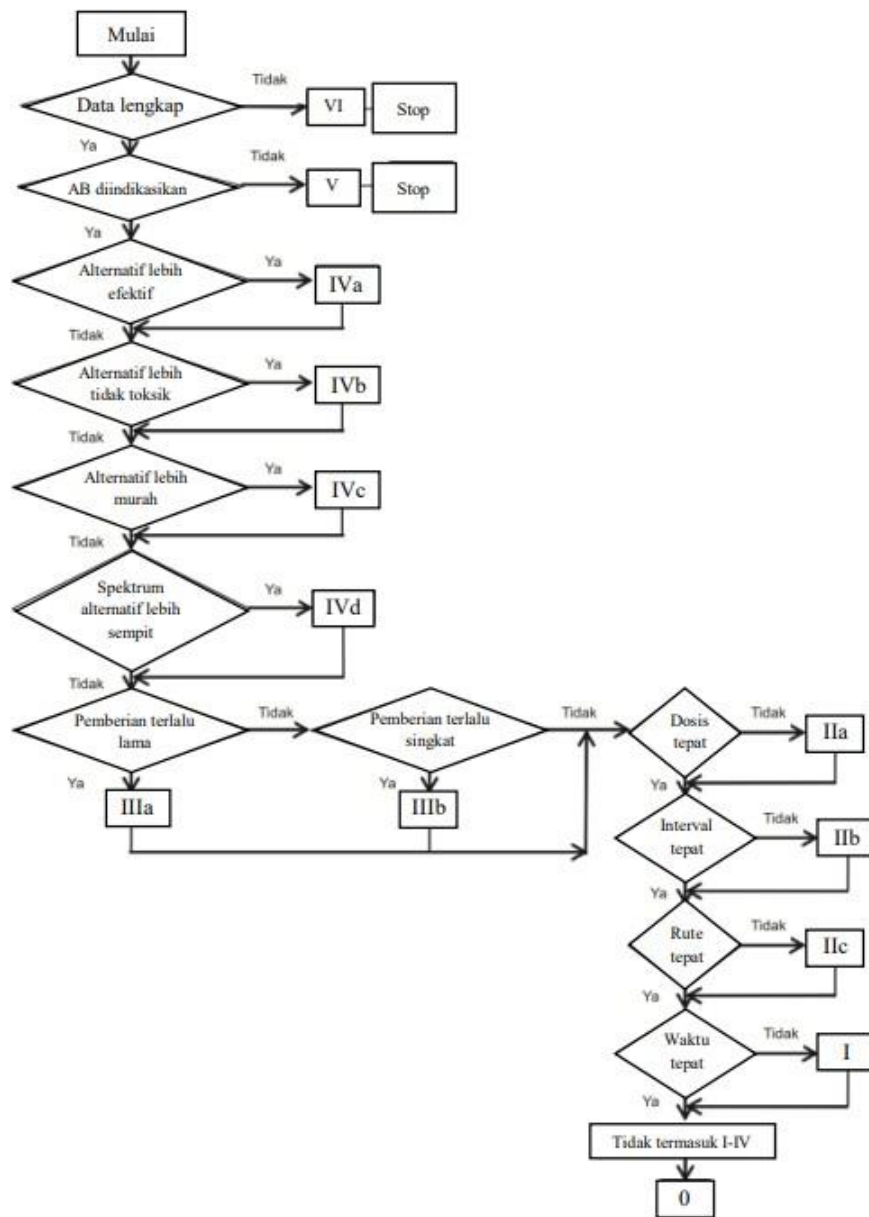 Mulai
Tidak
Data lengkap
VI
Stop
Ya
Tidak
AB diindikasikan
V
Stop
Ya
Alternatif lebih
efektif
Ya
IVa
Tidak
Alternatif lebih
tidak toksik
Ya
IVb
Tidak
Alternatif lebih
murah
Ya
IVc
Tidak
Spektrum
alternatif lebih
sempit
Ya
IVd
Tidak
Pemberian terlalu
lama
Tidak
Ya
IIIa
Pemberian terlalu
singkat
Tidak
Ya
IIIb
Dosis
tepat
Tidak
IIa
Ya
Interval
tepat
Tidak
IIb
Ya
Rute
tepat
Tidak
IIc
Ya
Waktu
tepat
Tidak
I
Ya
Tidak termasuk I-IV
0